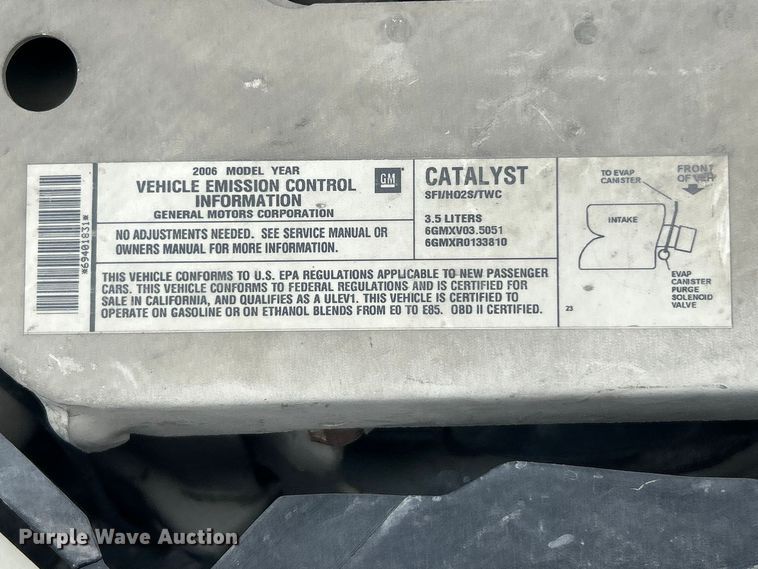 *69401831*
2006 MODEL YEAR
VEHICLE EMISSION CONTROL
INFORMATION
GENERAL MOTORS CORPORATION
GM
NO ADJUSTMENTS NEEDED. SEE SERVICE MANUAL OR
OWNERS MANUAL FOR MORE INFORMATION.
CATALYST
SFI/HO2S/TWC
3.5 LITERS
6GMXV03.5051
6GMXR0133810
THIS VEHICLE CONFORMS TO U.S. EPA REGULATIONS APPLICABLE TO NEW PASSENGER
CARS. THIS VEHICLE CONFORMS TO FEDERAL REGULATIONS AND IS CERTIFIED FOR
SALE IN CALIFORNIA, AND QUALIFIES AS A ULEV1. THIS VEHICLE IS CERTIFIED TO
OPERATE ON GASOLINE OR ON ETHANOL BLENDS FROM E0 TO E85. OBD II CERTIFIED.
TO EVAP
CANISTER
FRONT
OF VEH
INTAKE
EVAP
CANISTER
PURGE
SOLENOID
VALVE
23
Purple Wave Auction